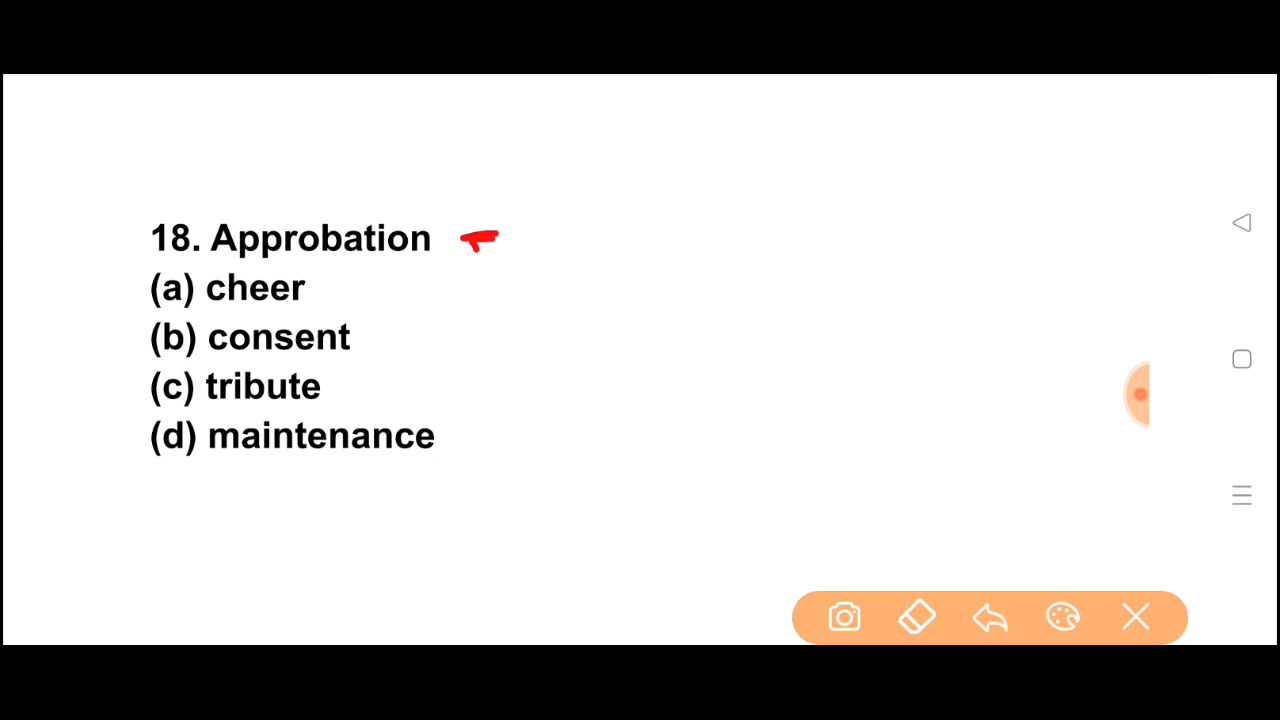 18. Approbation
(a) cheer
(b) consent
(c) tribute
(d) maintenance